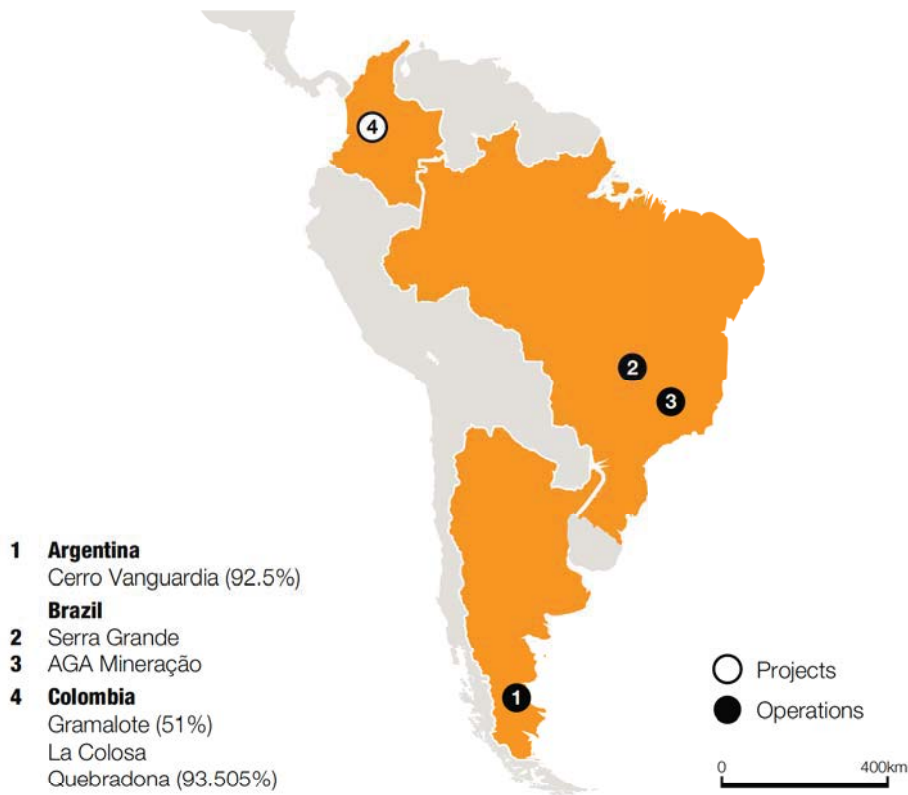 4
2
3
1
1 Argentina
Cerro Vanguardia (92.5%)
Brazil
2 Serra Grande
3 AGA Mineração
4 Colombia
Gramalote (51%)
La Colosa
Quebradona (93.505%)
Projects
Operations
0 400km